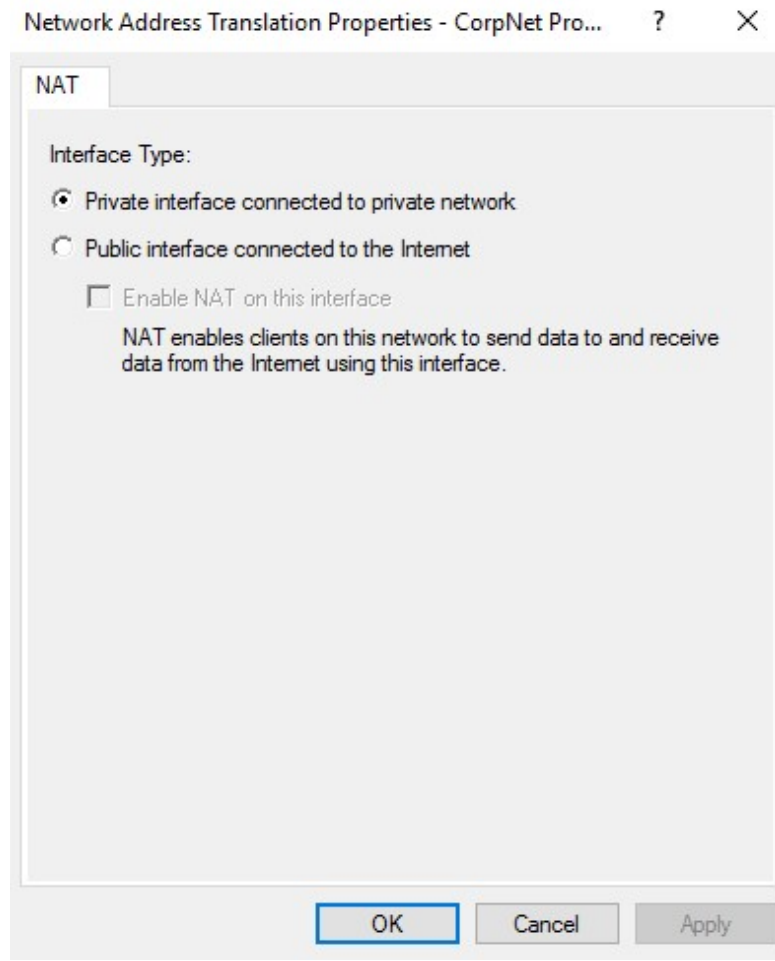 Network Address Translation Properties - CorpNet Pro... ? ×
NAT
Interface Type:
Private interface connected to private network
Public interface connected to the Internet
Enable NAT on this interface
NAT enables clients on this network to send data to and receive
data from the Internet using this interface.
OK Cancel Apply